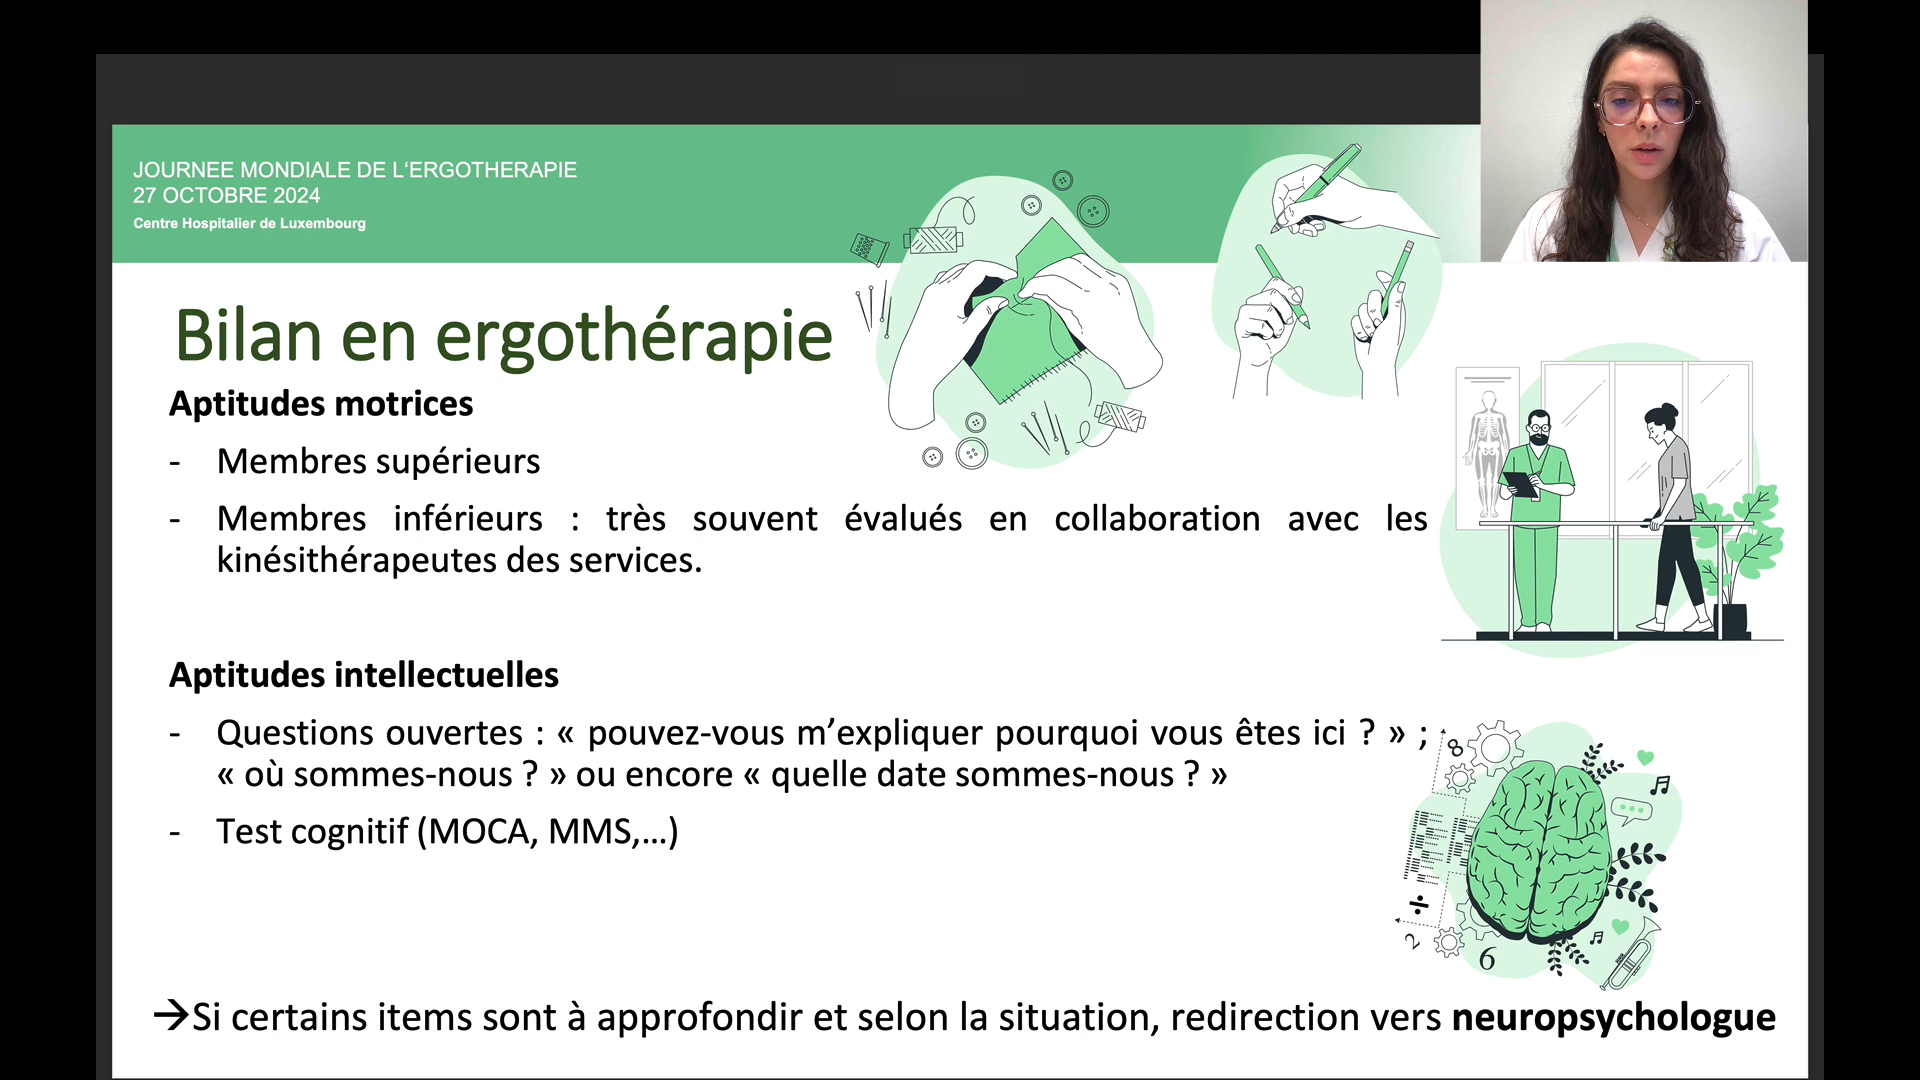 JOURNEE MONDIALE DE L‘ERGOTHERAPIE
27 OCTOBRE 2024
Centre Hospitalier de Luxembourg
Bilan en ergothérapie
Aptitudes motrices
- Membres supérieurs
- Membres inférieurs : très souvent évalués en collaboration avec les
kinésithérapeutes des services.
Aptitudes intellectuelles
- Questions ouvertes : « pouvez-vous m’expliquer pourquoi vous êtes ici ? » ;
« où sommes-nous ? » ou encore « quelle date sommes-nous ? »
- Test cognitif (MOCA, MMS,…)
8
÷
2
6
→Si certains items sont à approfondir et selon la situation, redirection vers neuropsychologue